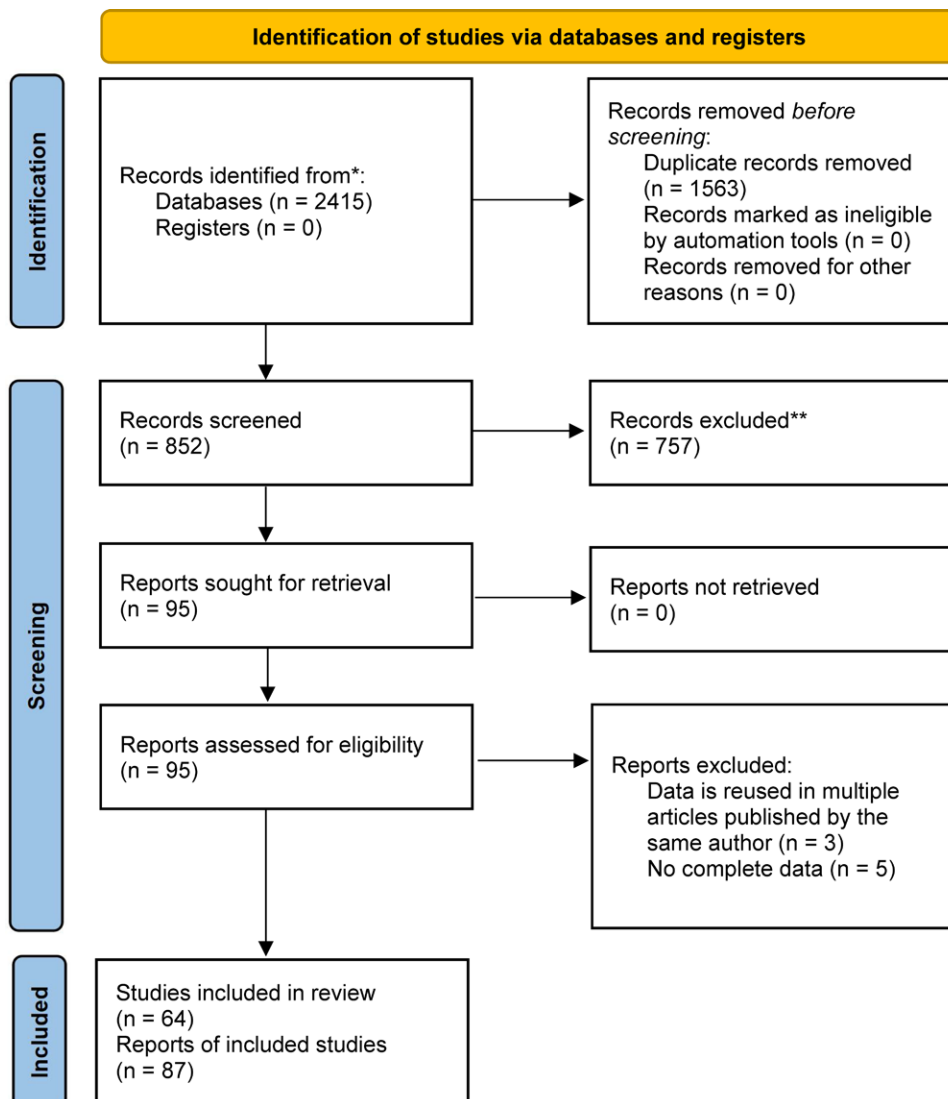 Identification of studies via databases and registers
Identification
Records identified from*:
Databases (n = 2415)
Registers (n = 0)
Records removed before
screening:
Duplicate records removed
(n = 1563)
Records marked as ineligible
by automation tools (n = 0)
Records removed for other
reasons (n = 0)
Screening
Records screened
(n = 852)
Records excluded**
(n = 757)
Reports sought for retrieval
(n = 95)
Reports not retrieved
(n = 0)
Reports assessed for eligibility
(n = 95)
Reports excluded:
Data is reused in multiple
articles published by the
same author (n = 3)
No complete data (n = 5)
Included
Studies included in review
(n = 64)
Reports of included studies
(n = 87)